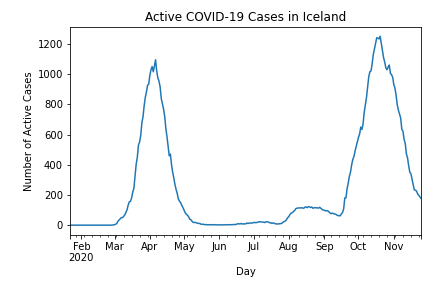 Active COVID-19 Cases in Iceland
Number of Active Cases
1200
1000
800
600
400
200
0
Feb Mar Apr May Jun Jul Aug Sep Oct Nov
2020
Day